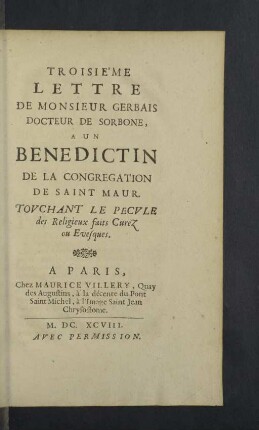 TROISIE'ME
LETTRE
DE MONSIEUR GERBAIS
DOCTEUR DE SORBONE,
A UN
BENEDICTIN
DE LA CONGREGATION
DE SAINT MAUR.
TOVCHANT LE PECVLE
des Religieux faits Curez
ou Evesques.
A PARIS,
Chez MAURICE VILLERY, Quay
des Augustins, à la décente du Pont
Saint Michel, à l'Image Saint Jean
Chrysostome.
M. DC. XCVIII.
AVEC PERMISSION.